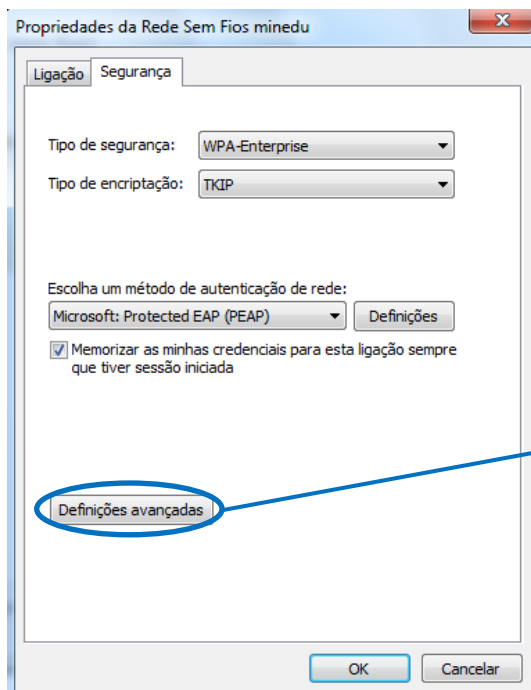 Propriedades da Rede Sem Fios minedu
Ligação
Segurança
Tipo de segurança: WPA-Enterprise
Tipo de encriptação: TKIP
Escolha um método de autenticação de rede:
Microsoft: Protected EAP (PEAP) Definições
Memorizar as minhas credenciais para esta ligação sempre
que tiver sessão iniciada
Definições avançadas
OK Cancelar